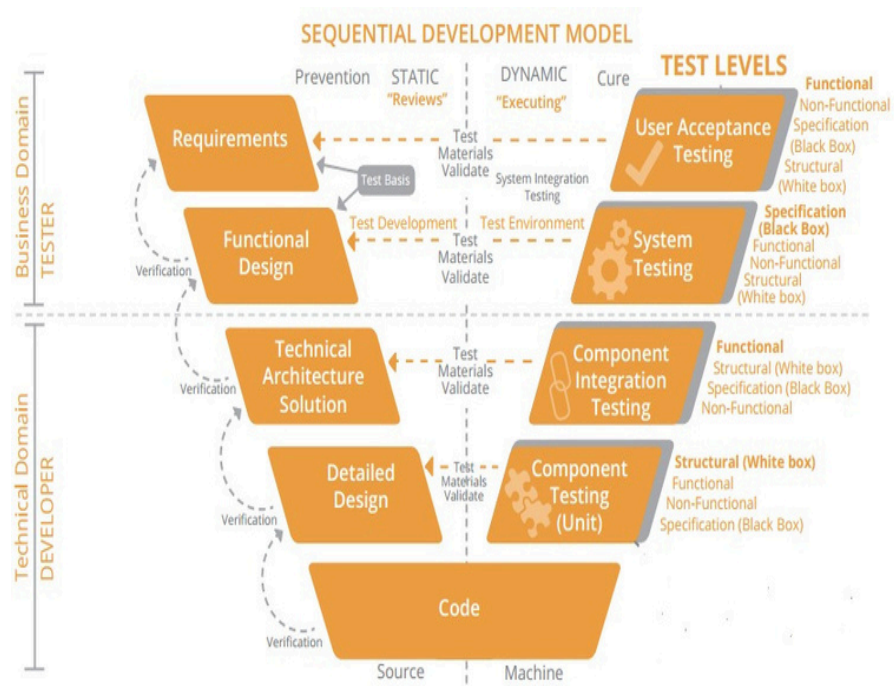 SEQUENTIAL DEVELOPMENT MODEL
Prevention
STATIC
"Reviews"
DYNAMIC
"Executing"
Cure
TEST LEVELS
Business Domain
TESTER
Requirements
Test
Materials
Validate
User Acceptance
Testing
Functional
Non-Functional
Specification
(Black Box)
Structural
(White box)
Test Basis
System Integration
Testing
Verification
Functional
Design
Test Development
Test Environment
Test
Materials
Validate
System
Testing
Specification
(Black Box)
Functional
Non-Functional
Structural
(White box)
Technical Domain
DEVELOPER
Verification
Technical
Architecture
Solution
Test
Materials
Validate
Component
Integration
Testing
Functional
Structural (White box)
Specification (Black Box)
Non-Functional
Verification
Detailed
Design
Test
Materials
Validate
Component
Testing
(Unit)
Structural (White box)
Functional
Non-Functional
Specification (Black Box)
Verification
Code
Source
Machine